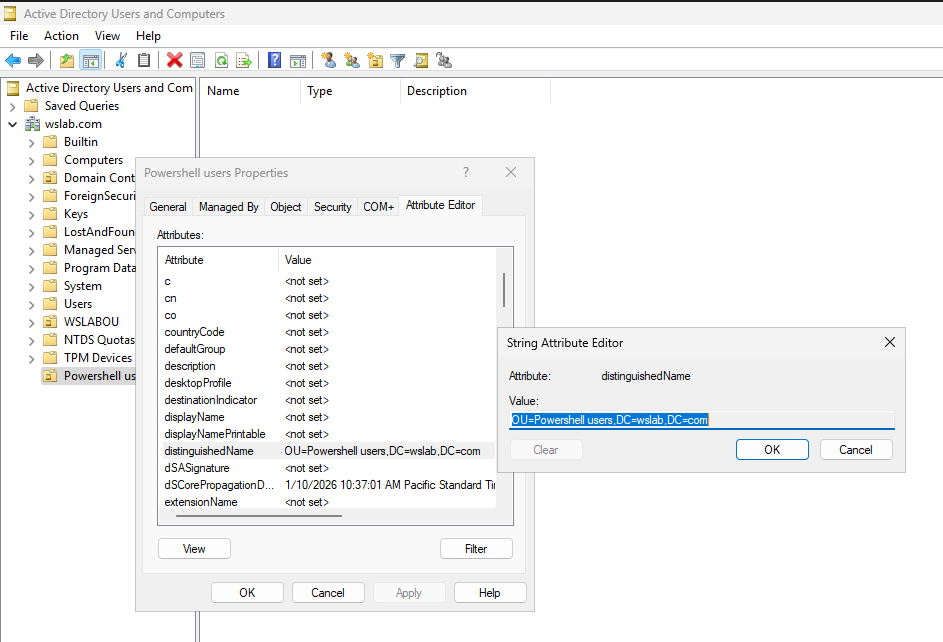 Active Directory Users and Computers
File Action View Help
Active Directory Users and Com
Saved Queries
wslab.com
Builtin
Computers
Domain Cont
ForeignSecuri
Keys
LostAndFoun
Managed Serv
Program Data
System
Users
WSLABOU
NTDS Quotas
TPM Devices
Powershell us
Name Type Description
Powershell users Properties ?
General Managed By Object Security COM+ Attribute Editor
Attributes:
Attribute Value
c <not set>
cn <not set>
co <not set>
countryCode <not set>
defaultGroup <not set>
description <not set>
desktopProfile <not set>
destinationIndicator <not set>
displayName <not set>
displayNamePrintable <not set>
distinguishedName OU=Powershell users,DC=wslab,DC=com
dSASignature <not set>
dSCorePropagationD... 1/10/2026 10:37:01 AM Pacific Standard Tir
extensionName <not set>
View Filter
OK Cancel Apply Help
String Attribute Editor
Attribute: distinguishedName
Value:
OU=Powershell users,DC=wslab,DC=com
Clear OK Cancel